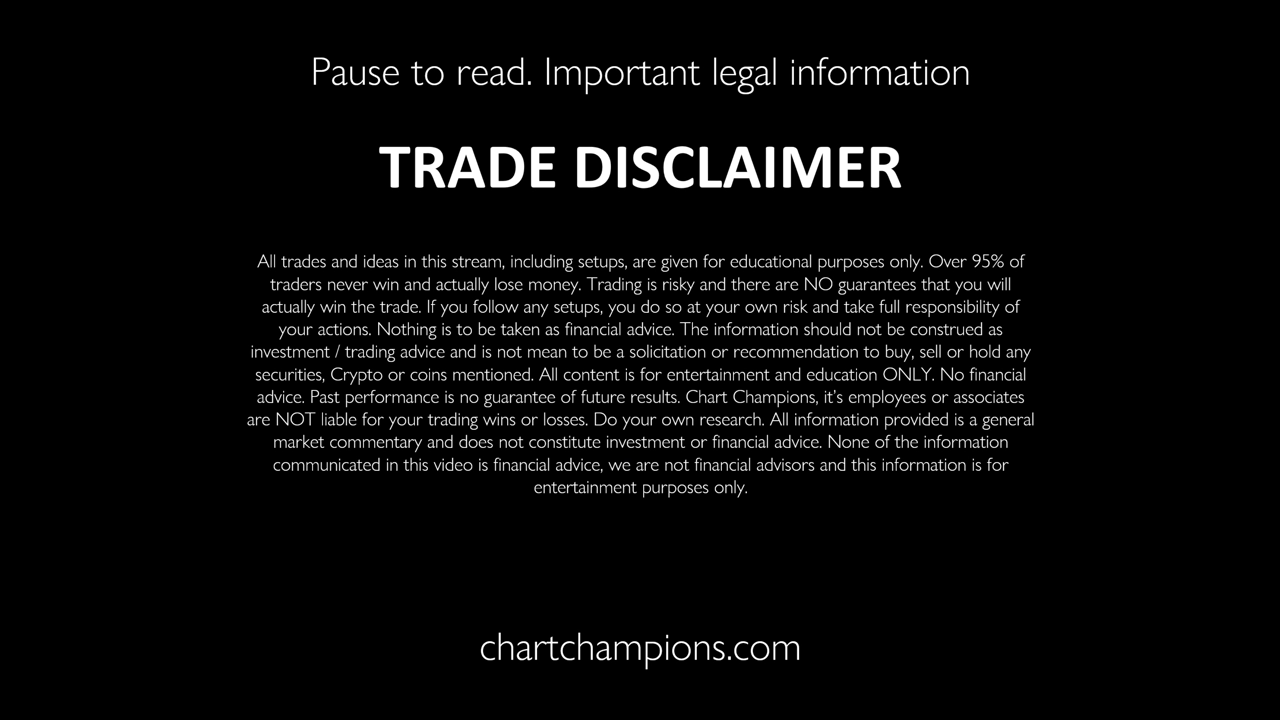 Pause to read. Important legal information
TRADE DISCLAIMER
All trades and ideas in this stream, including setups, are given for educational purposes only. Over 95% of
traders never win and actually lose money. Trading is risky and there are NO guarantees that you will
actually win the trade. If you follow any setups, you do so at your own risk and take full responsibility of
your actions. Nothing is to be taken as financial advice. The information should not be construed as
investment / trading advice and is not mean to be a solicitation or recommendation to buy, sell or hold any
securities, Crypto or coins mentioned. All content is for entertainment and education ONLY. No financial
advice. Past performance is no guarantee of future results. Chart Champions, it's employees or associates
are NOT liable for your trading wins or losses. Do your own research. All information provided is a general
market commentary and does not constitute investment or financial advice. None of the information
communicated in this video is financial advice, we are not financial advisors and this information is for
entertainment purposes only.
chartchampions.com